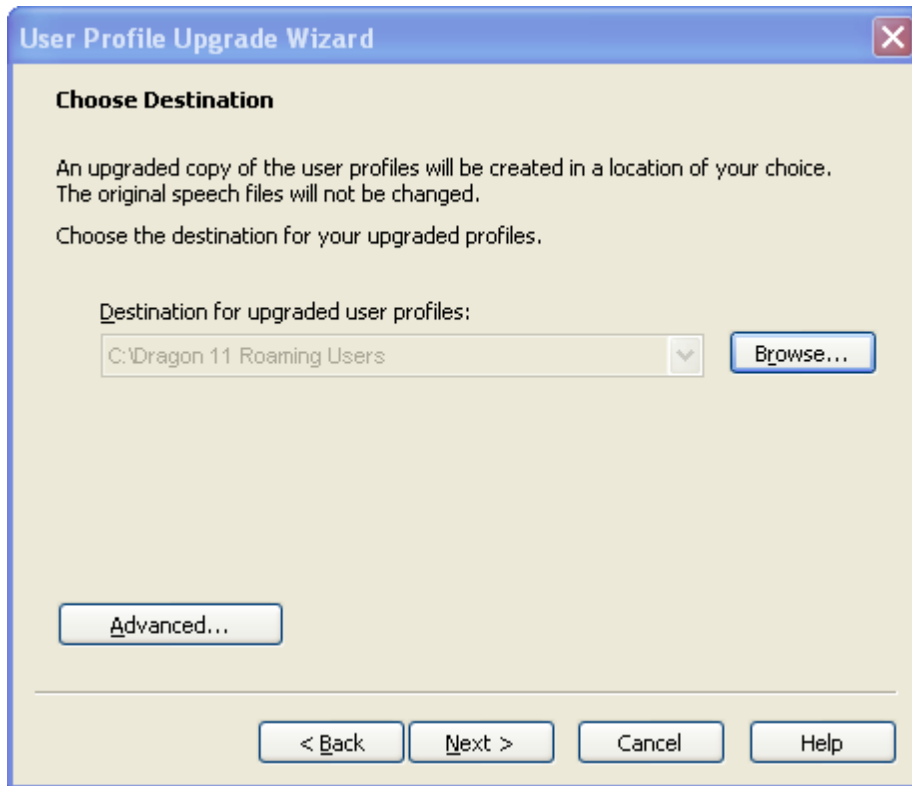 User Profile Upgrade Wizard
Choose Destination
An upgraded copy of the user profiles will be created in a location of your choice.
The original speech files will not be changed.
Choose the destination for your upgraded profiles.
Destination for upgraded user profiles:
C:\Dragon 11 Roaming Users
Browse...
Advanced...
< Back
Next >
Cancel
Help